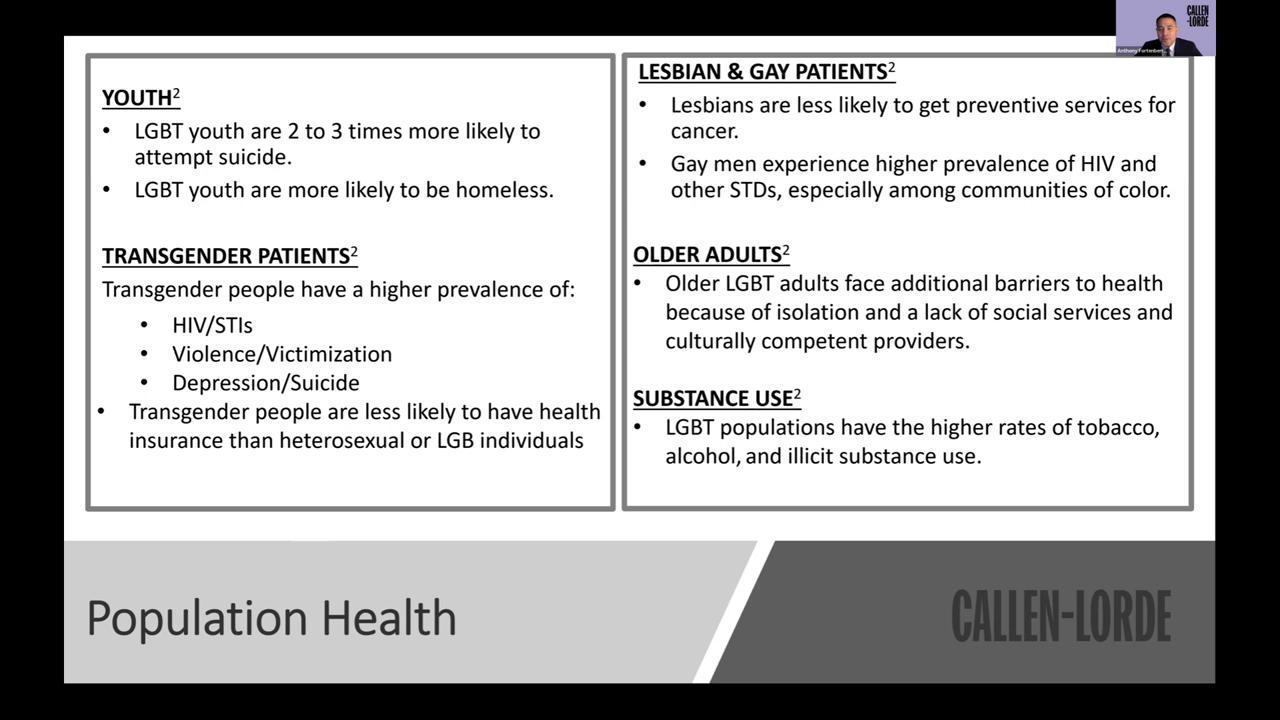 CALLEN
-LORDE
YOUTH2
• LGBT youth are 2 to 3 times more likely to
attempt suicide.
• LGBT youth are more likely to be homeless.
TRANSGENDER PATIENTS2
Transgender people have a higher prevalence of:
• HIV/STIs
• Violence/Victimization
• Depression/Suicide
• Transgender people are less likely to have health
insurance than heterosexual or LGB individuals
LESBIAN & GAY PATIENTS2
• Lesbians are less likely to get preventive services for
cancer.
• Gay men experience higher prevalence of HIV and
other STDs, especially among communities of color.
OLDER ADULTS2
• Older LGBT adults face additional barriers to health
because of isolation and a lack of social services and
culturally competent providers.
SUBSTANCE USE2
• LGBT populations have the higher rates of tobacco,
alcohol, and illicit substance use.
Population Health
CALLEN-LORDE